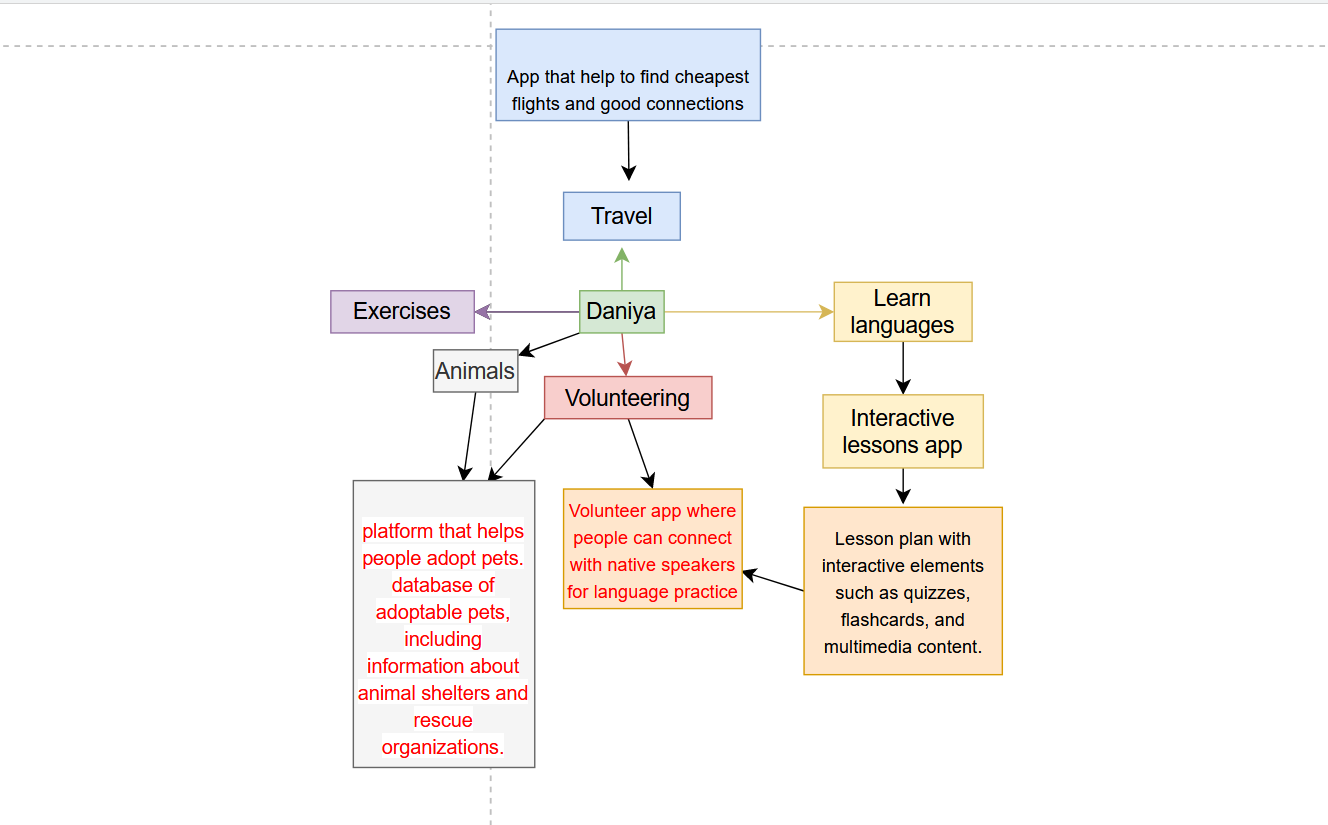 App that help to find cheapest
flights and good connections
Travel
Exercises
Daniya
Learn
languages
Animals
Volunteering
Interactive
lessons app
platform that helps
people adopt pets.
database of
adoptable pets,
including
information about
animal shelters and
rescue
organizations.
Volunteer app where
people can connect
with native speakers
for language practice
Lesson plan with
interactive elements
such as quizzes,
flashcards, and
multimedia content.